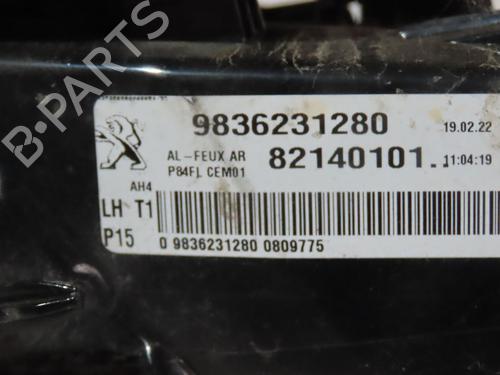 9836231280 19.02.22
AL-FEUX AR 82140101.. 11:04:19
P84FL CEM01
AH4
LH T1
P15 0 9836231280 0809775